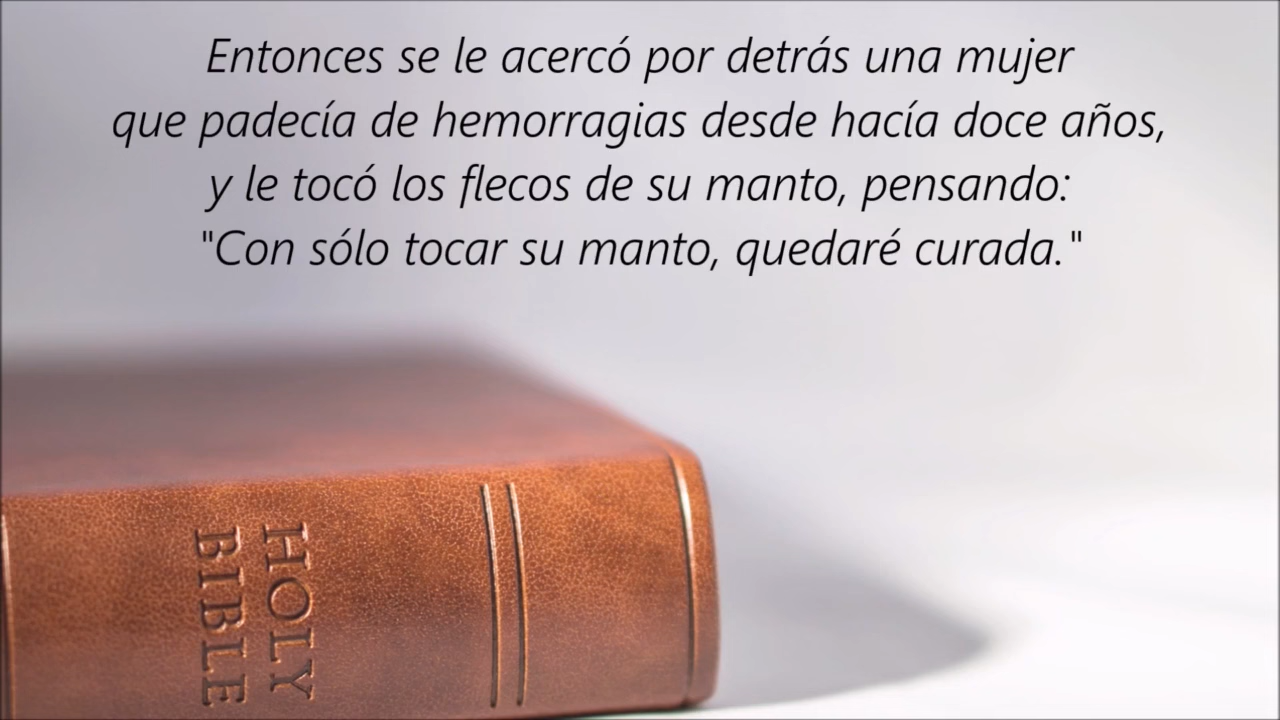 Entonces se le acercó por detrás una mujer
que padecía de hemorragias desde hacía doce años,
y le tocó los flecos de su manto, pensando:
"Con sólo tocar su manto, quedaré curada."
HOLY
BIBLE